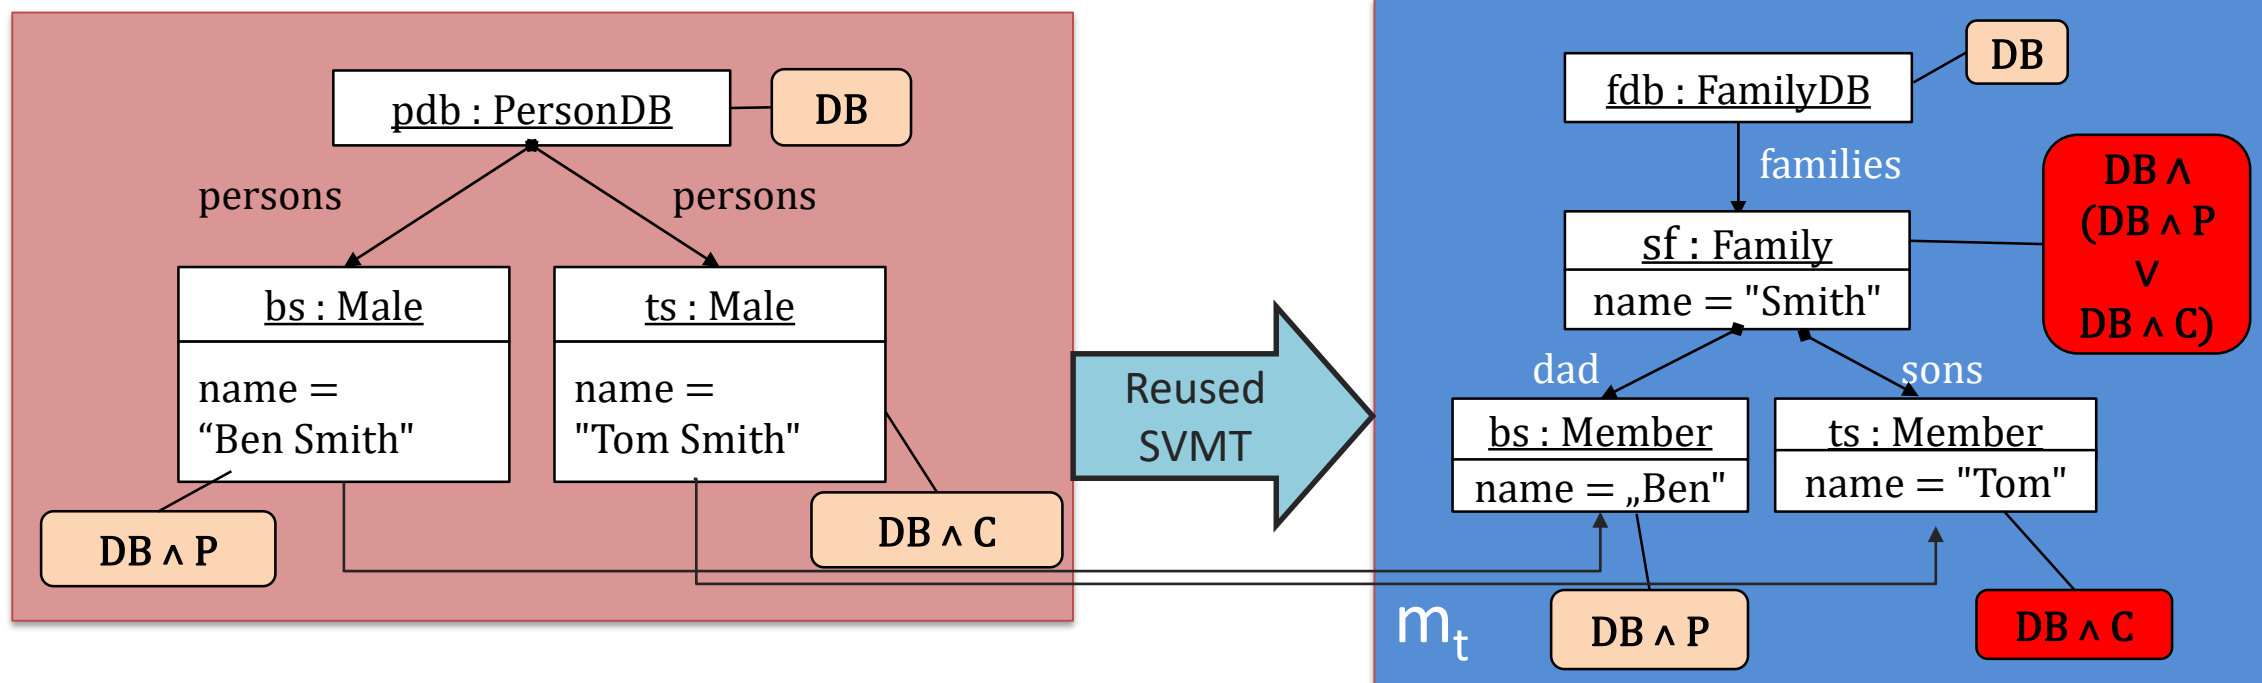 pdb : PersonDB
DB
persons
persons
bs : Male
name =
“Ben Smith"
ts : Male
name =
"Tom Smith"
DB ∧ P
DB ∧ C
Reused
SVMT
fdb : FamilyDB
DB
families
sf : Family
name = "Smith"
DB ∧
(DB ∧ P
∨
DB ∧ C)
dad
sons
bs : Member
name = „Ben"
ts : Member
name = "Tom"
DB ∧ P
DB ∧ C
mt